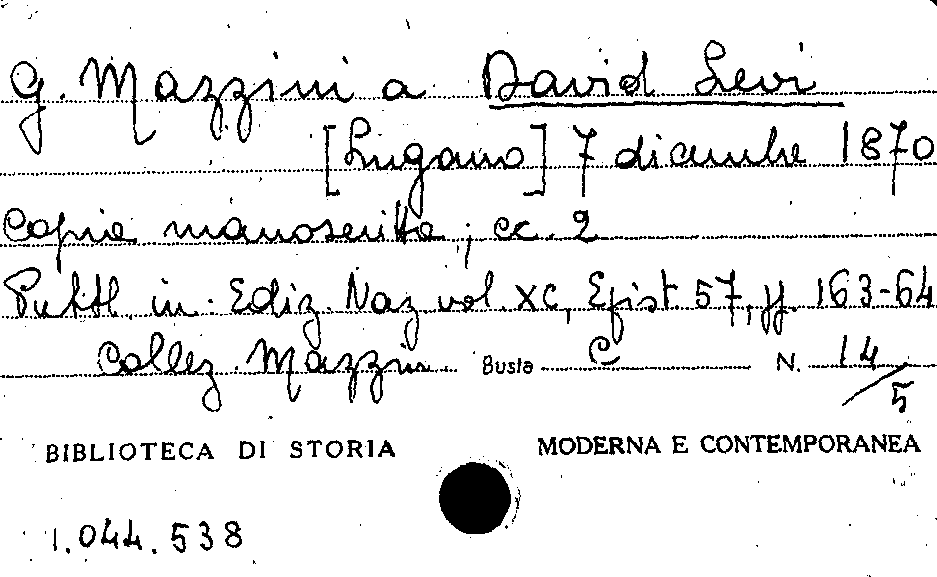 G. Mazzini a David Levi
[Lugano] 7 dicembre 1870
Copia manoscritta; cc. 2
Pubbl. in Ediz. Naz vol. XC, Epist 57, pp. 163-64
Collez. Mazzin. Busta C N. 14/5
BIBLIOTECA DI STORIA MODERNA E CONTEMPORANEA
1.044.538